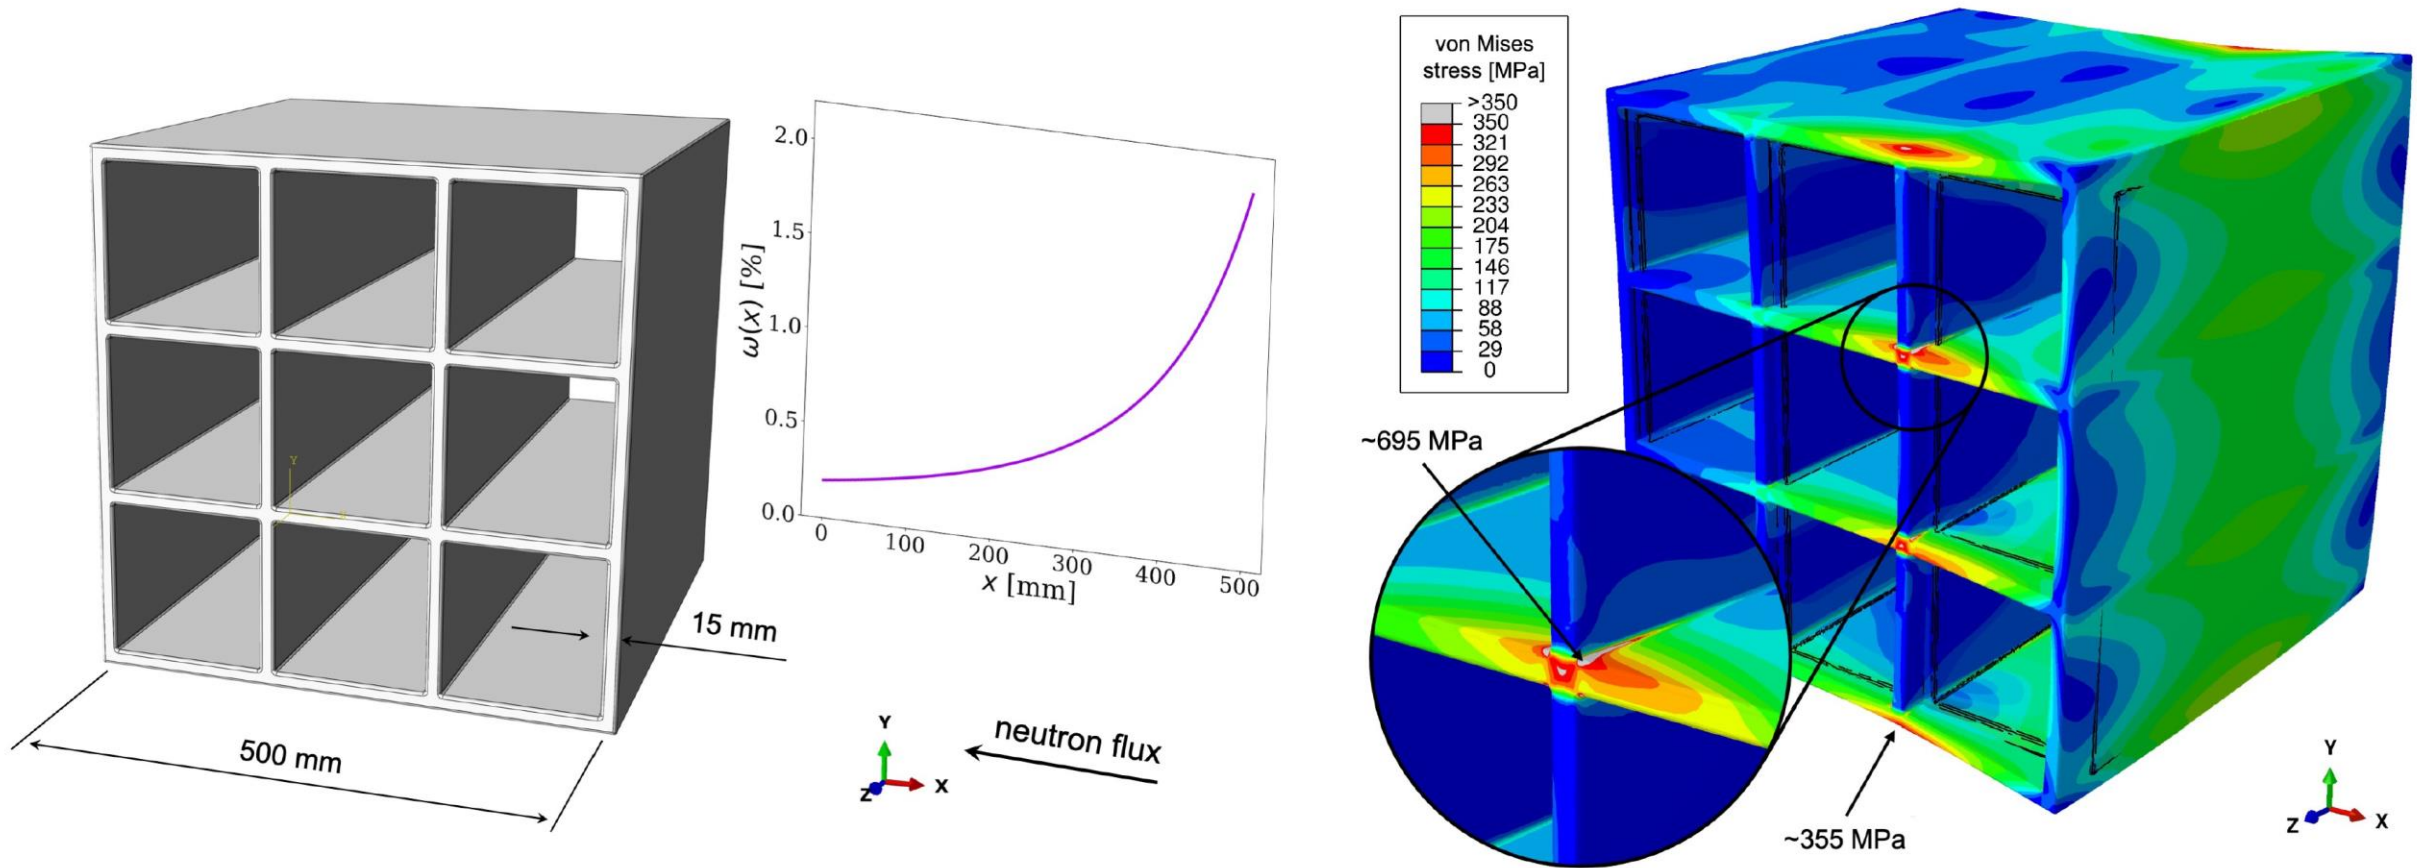 500 mm
15 mm
Y
2.0
1.5
1.0
0.5
0.0
ω(x) [%]
0
100
200
300
400
500
x [mm]
Y
Z
X
neutron flux
von Mises
stress [MPa]
>350
350
321
292
263
233
204
175
146
117
88
58
29
0
~695 MPa
~355 MPa
Y
Z
X